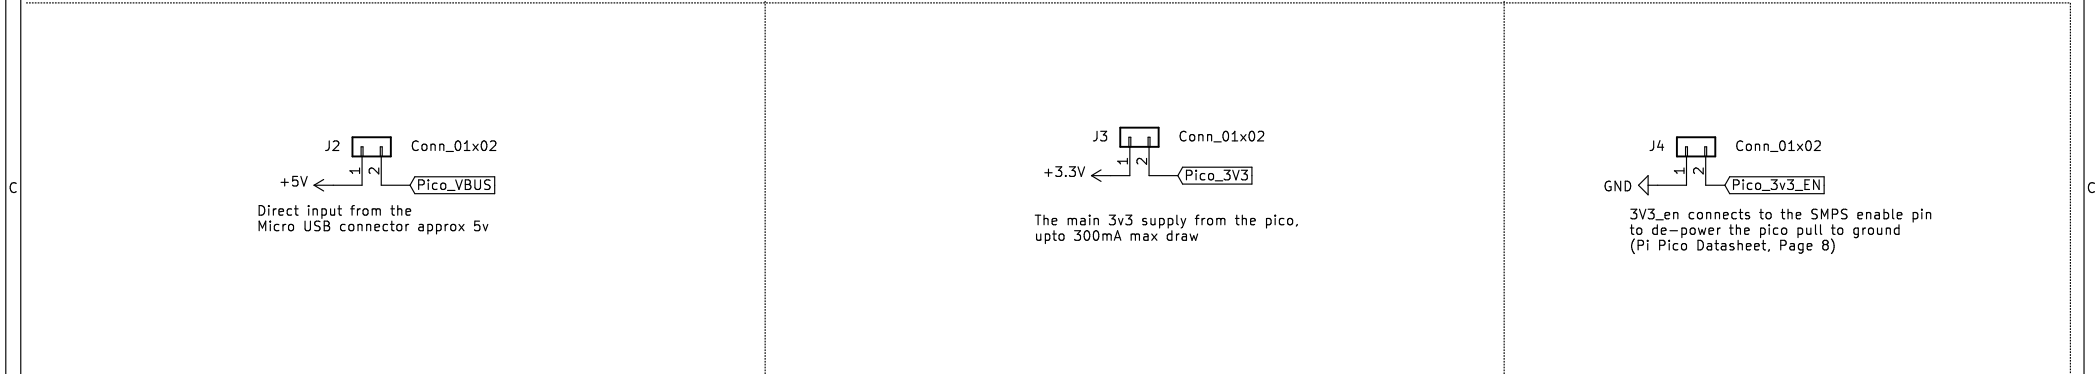 J2 Conn_01x02
1 2
+5V Pico_VBUS
Direct input from the
Micro USB connector approx 5v
J3 Conn_01x02
1 2
+3.3V Pico_3V3
The main 3v3 supply from the pico,
upto 300mA max draw
J4 Conn_01x02
1 2
GND Pico_3v3_EN
3V3_en connects to the SMPS enable pin
to de-power the pico pull to ground
(Pi Pico Datasheet, Page 8)
C C